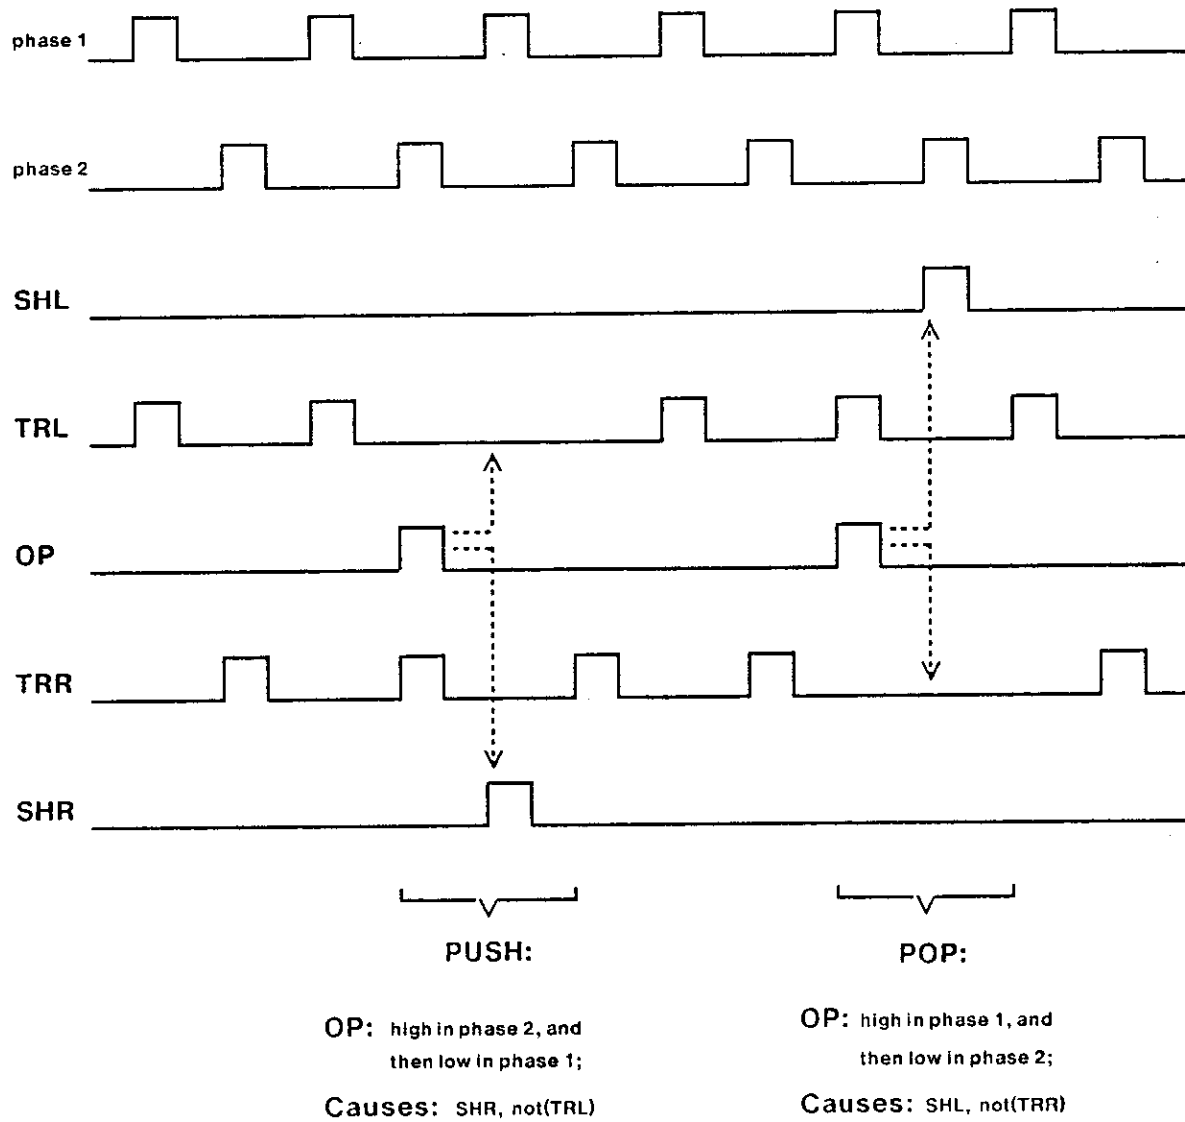 phase 1
phase 2
SHL
TRL
OP
TRR
SHR
PUSH:
OP: high in phase 2, and
then low in phase 1;
Causes: SHR, not(TRL)
POP:
OP: high in phase 1, and
then low in phase 2;
Causes: SHL, not(TRR)